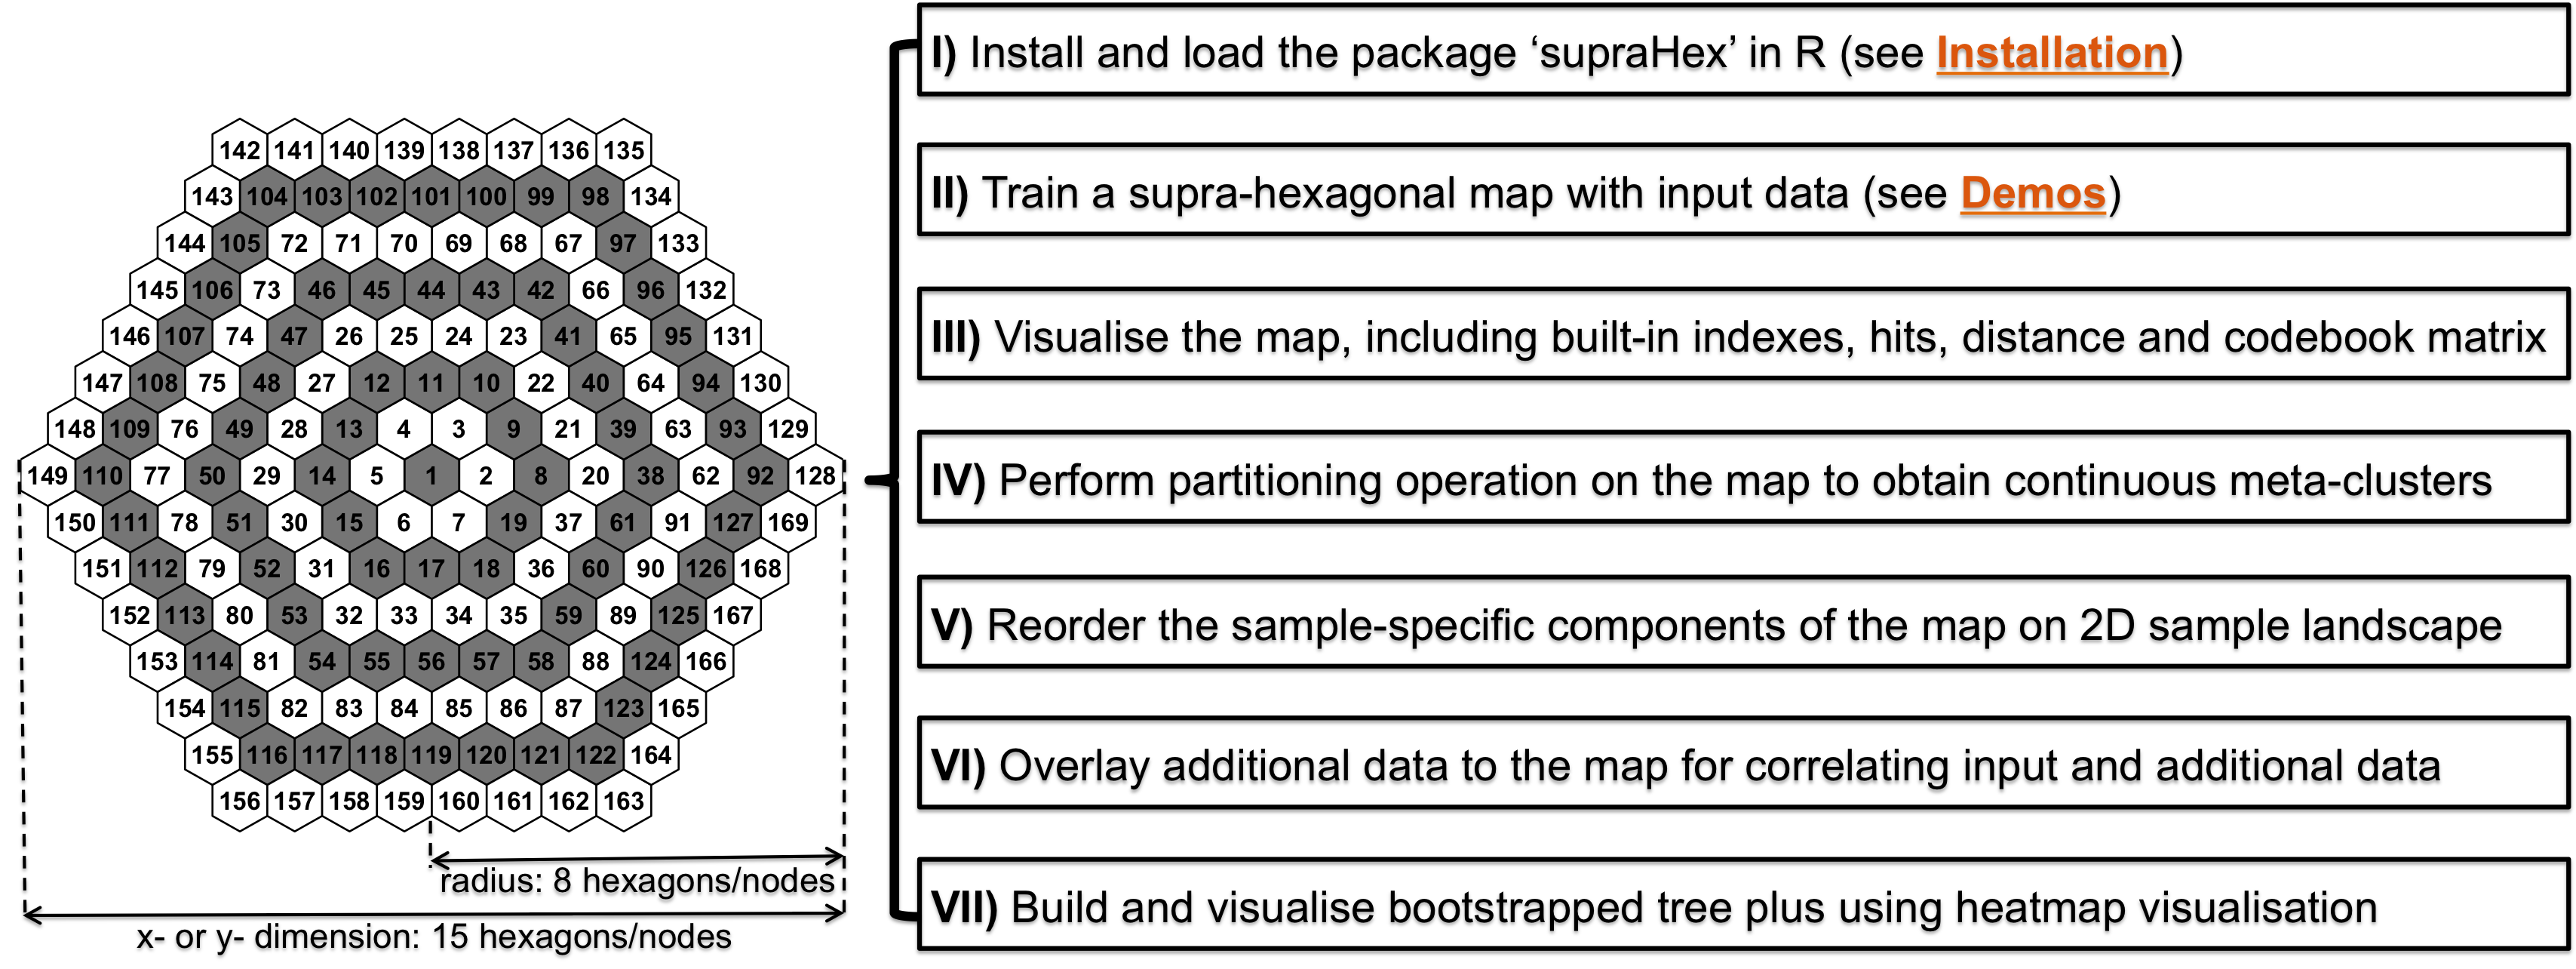 142 141 140 139 138 137 136 135
143 104 103 102 101 100 99 98 134
144 105 72 71 70 69 68 67 97 133
145 106 73 46 45 44 43 42 66 96 132
146 107 74 47 26 25 24 23 41 65 95 131
147 108 75 48 27 12 11 10 22 40 64 94 130
148 109 76 49 28 13 4 3 9 21 39 63 93 129
149 110 77 50 29 14 5 1 2 8 20 38 62 92 128
150 111 78 51 30 15 6 7 19 37 61 91 127 169
151 112 79 52 31 16 17 18 36 60 90 126 168
152 113 80 53 32 33 34 35 59 89 125 167
153 114 81 54 55 56 57 58 88 124 166
154 115 82 83 84 85 86 87 123 165
155 116 117 118 119 120 121 122 164
156 157 158 159 160 161 162 163
radius: 8 hexagons/nodes
x- or y- dimension: 15 hexagons/nodes
I) Install and load the package ‘supraHex’ in R (see Installation)
II) Train a supra-hexagonal map with input data (see Demos)
III) Visualise the map, including built-in indexes, hits, distance and codebook matrix
IV) Perform partitioning operation on the map to obtain continuous meta-clusters
V) Reorder the sample-specific components of the map on 2D sample landscape
VI) Overlay additional data to the map for correlating input and additional data
VII) Build and visualise bootstrapped tree plus using heatmap visualisation